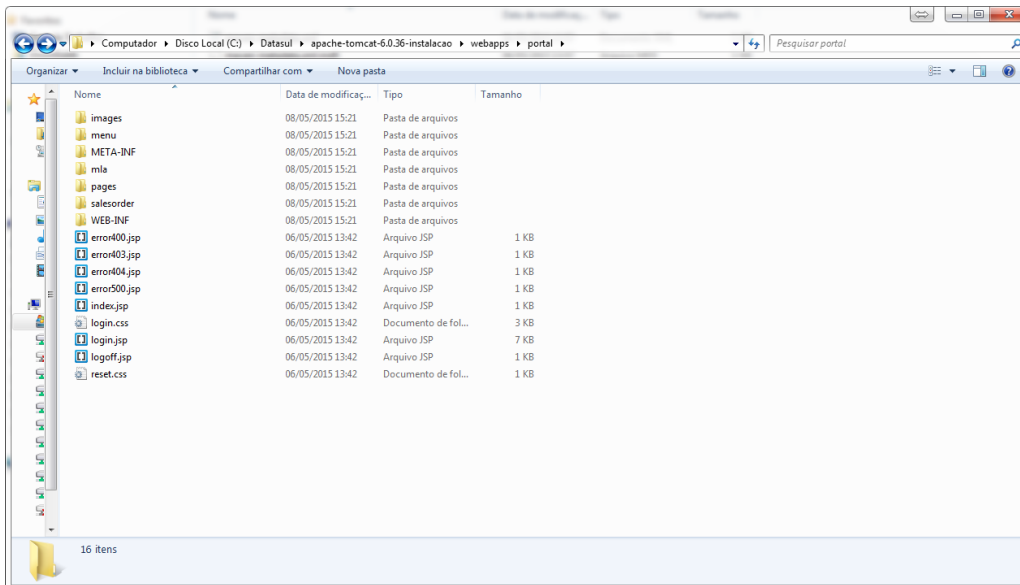 Computador ▸ Disco Local (C:) ▸ Datasul ▸ apache-tomcat-6.0.36-instalacao ▸ webapps ▸ portal ▸ Pesquisar portal
Organizar Incluir na biblioteca Compartilhar com Nova pasta
Nome Data de modificaç... Tipo Tamanho
images 08/05/2015 15:21 Pasta de arquivos
menu 08/05/2015 15:21 Pasta de arquivos
META-INF 08/05/2015 15:21 Pasta de arquivos
mla 08/05/2015 15:21 Pasta de arquivos
pages 08/05/2015 15:21 Pasta de arquivos
salesorder 08/05/2015 15:21 Pasta de arquivos
WEB-INF 08/05/2015 15:21 Pasta de arquivos
error400.jsp 06/05/2015 13:42 Arquivo JSP 1 KB
error403.jsp 06/05/2015 13:42 Arquivo JSP 1 KB
error404.jsp 06/05/2015 13:42 Arquivo JSP 1 KB
error500.jsp 06/05/2015 13:42 Arquivo JSP 1 KB
index.jsp 06/05/2015 13:42 Arquivo JSP 1 KB
login.css 06/05/2015 13:42 Documento de fol... 3 KB
login.jsp 06/05/2015 13:42 Arquivo JSP 7 KB
logoff.jsp 06/05/2015 13:42 Arquivo JSP 1 KB
reset.css 06/05/2015 13:42 Documento de fol... 1 KB
16 itens